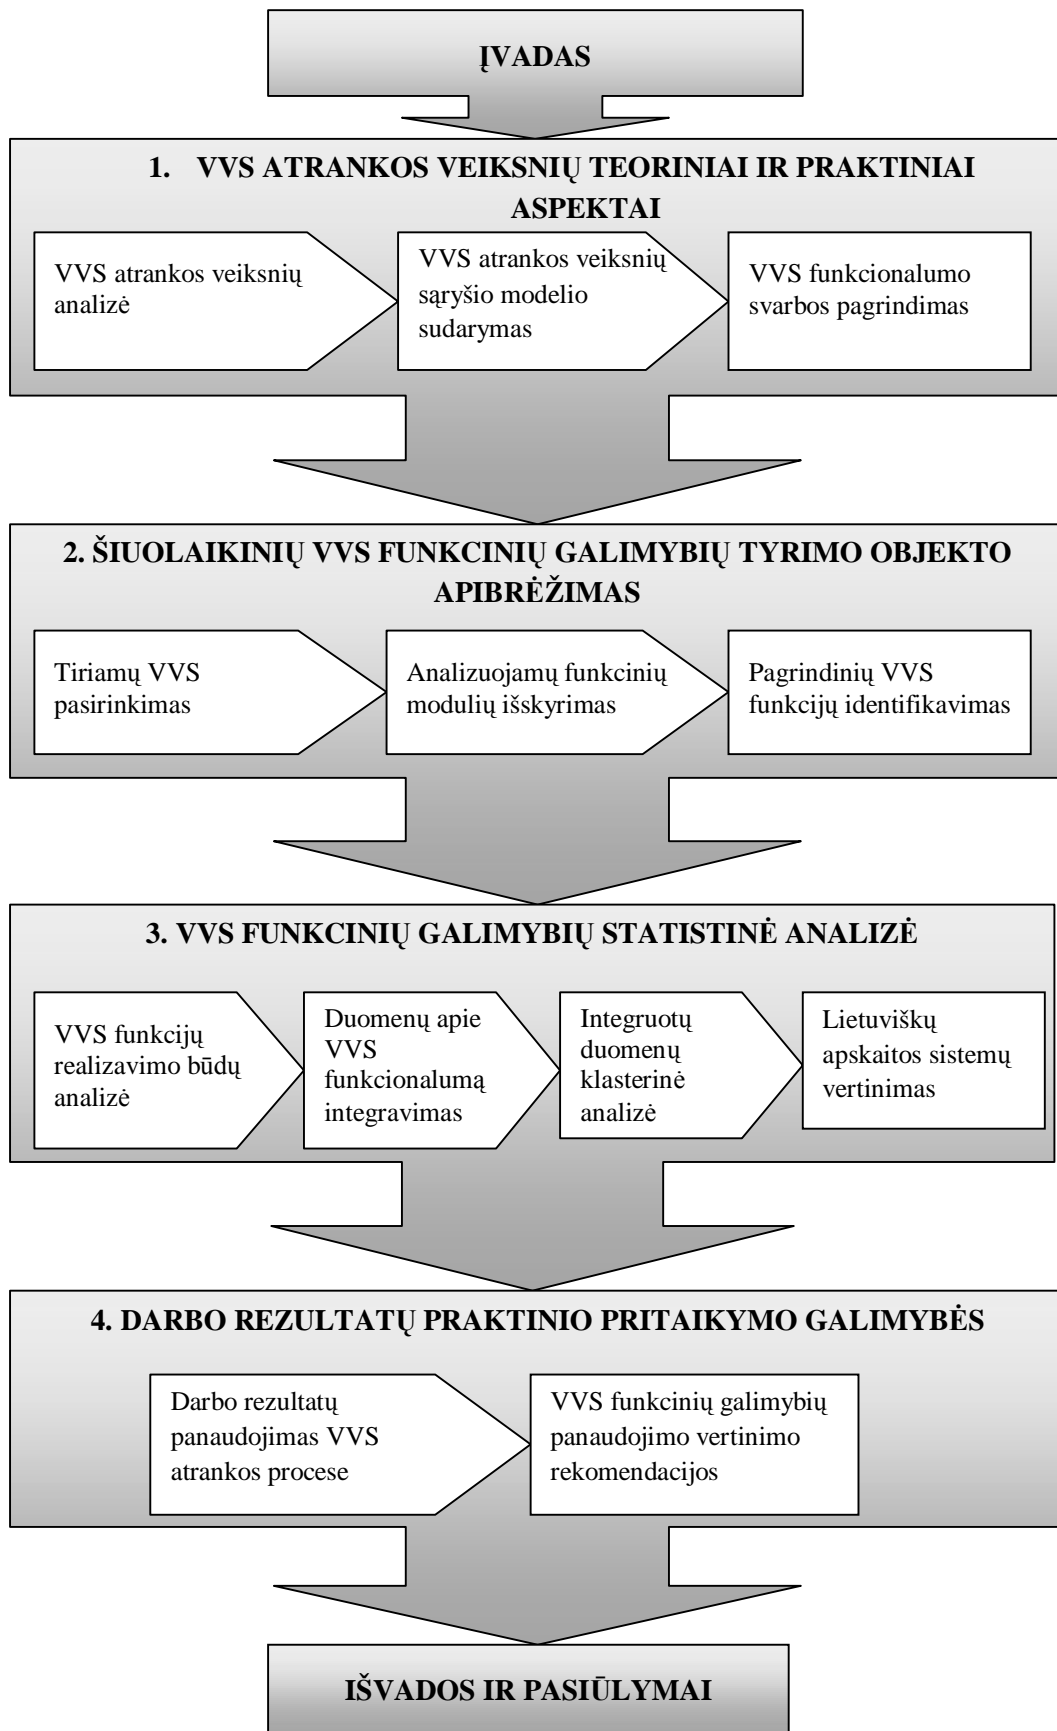 ĮVADAS
1. VVS ATRANKOS VEIKSNIŲ TEORINIAI IR PRAKTINIAI
ASPEKTAI
VVS atrankos veiksnių
analizė
VVS atrankos veiksnių
sąryšio modelio
sudarymas
VVS funkcionalumo
svarbos pagrindimas
2. ŠIUOLAIKINIŲ VVS FUNKCINIŲ GALIMYBIŲ TYRIMO OBJEKTO
APIBRĖŽIMAS
Tiriamų VVS
pasirinkimas
Analizuojamų funkcinių
modulių išskyrimas
Pagrindinių VVS
funkcijų identifikavimas
3. VVS FUNKCINIŲ GALIMYBIŲ STATISTINĖ ANALIZĖ
VVS funkcijų
realizavimo būdų
analizė
Duomenų apie
VVS
funkcionalumą
integravimas
Integruotų
duomenų
klasterinė
analizė
Lietuviškų
apskaitos sistemų
vertinimas
4. DARBO REZULTATŲ PRAKTINIO PRITAIKYMO GALIMYBĖS
Darbo rezultatų
panaudojimas VVS
atrankos procese
VVS funkcinių galimybių
panaudojimo vertinimo
rekomendacijos
IŠVADOS IR PASIŪLYMAI